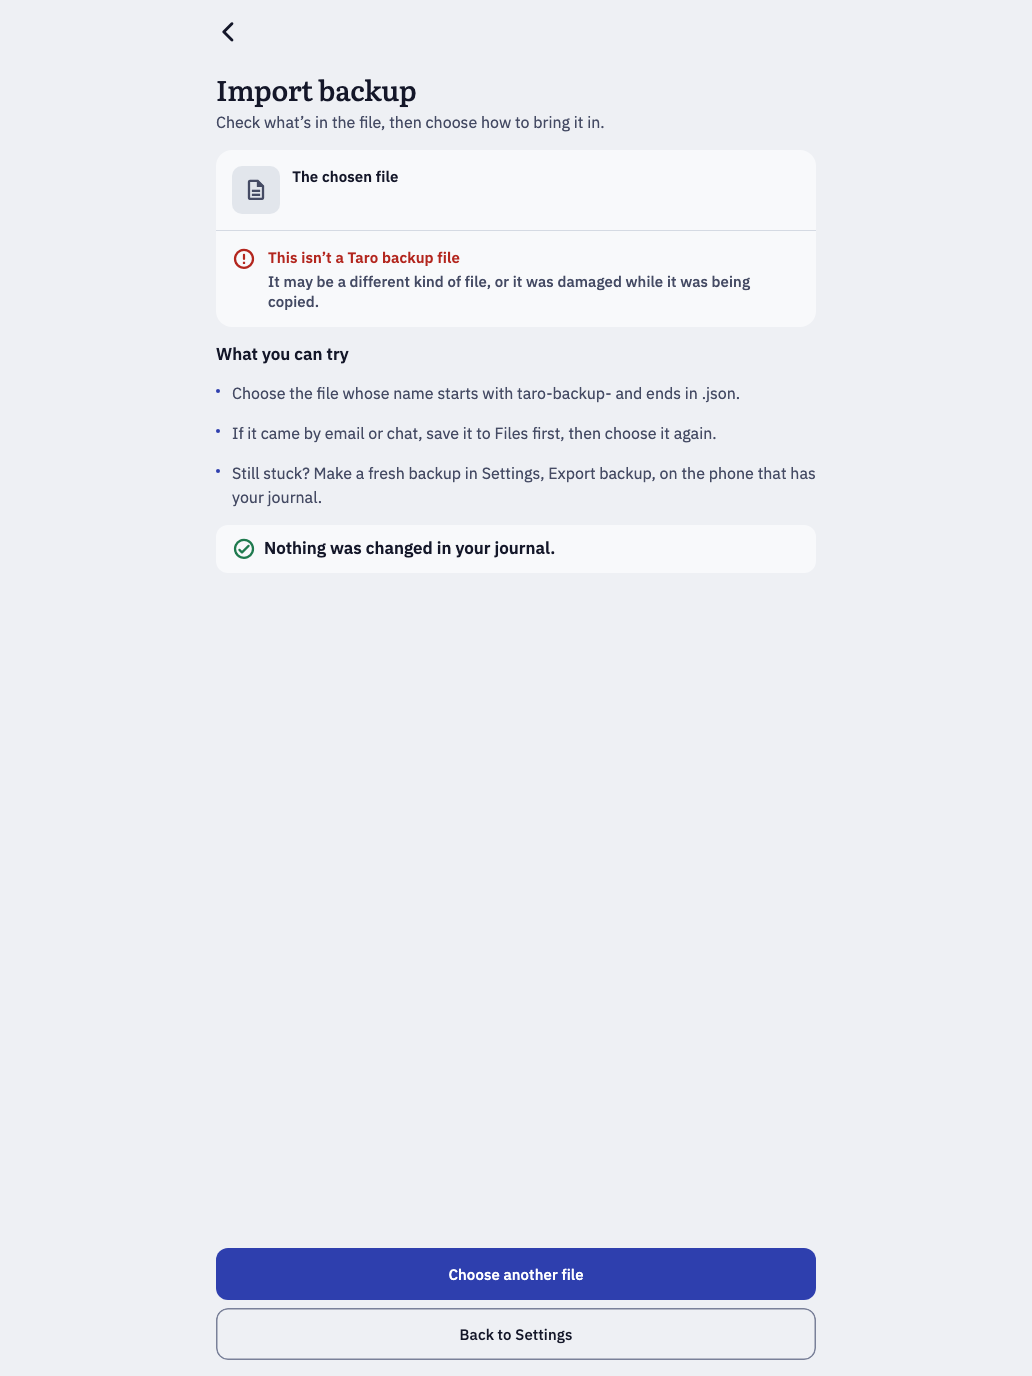 Import backup
Check what’s in the file, then choose how to bring it in.
The chosen file
This isn’t a Taro backup file
It may be a different kind of file, or it was damaged while it was being
copied.
What you can try
• Choose the file whose name starts with taro-backup- and ends in .json.
• If it came by email or chat, save it to Files first, then choose it again.
• Still stuck? Make a fresh backup in Settings, Export backup, on the phone that has
your journal.
Nothing was changed in your journal.
Choose another file
Back to Settings